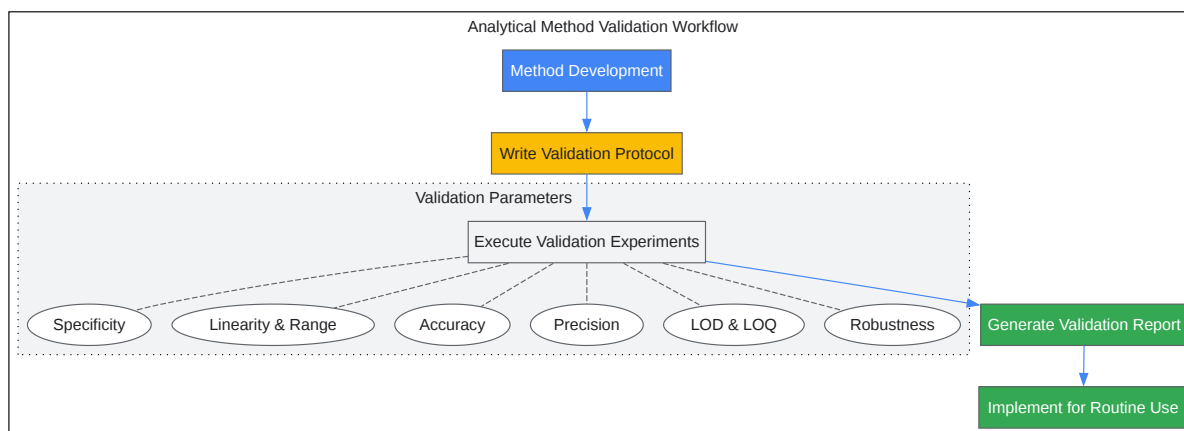 Analytical Method Validation Workflow
Method Development
Write Validation Protocol
Validation Parameters
Execute Validation Experiments
Specificity
Linearity & Range
Accuracy
Precision
LOD & LOQ
Robustness
Generate Validation Report
Implement for Routine Use